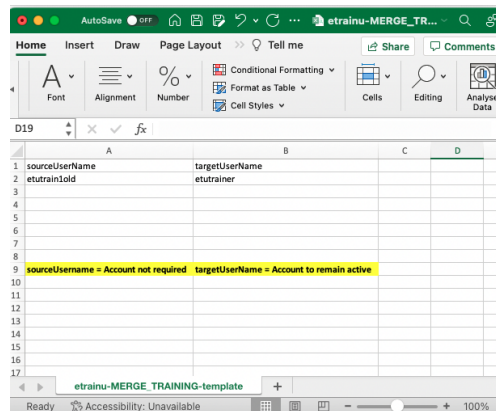 AutoSave OFF ... etrainu-MERGE_TR...
Home Insert Draw Page Layout >> Tell me Share Comments
Font Alignment Number Conditional Formatting Format as Table Cell Styles Cells Editing Analyse Data
D19 fx
A B C D
1 sourceUserName targetUserName
2 etutrain1old etutrainer
3
4
5
6
7
8
9 sourceUsername = Account not required targetUserName = Account to remain active
10
11
12
13
14
15
16
17
etrainu-MERGE_TRAINING-template +
Ready Accessibility: Unavailable - + 100%